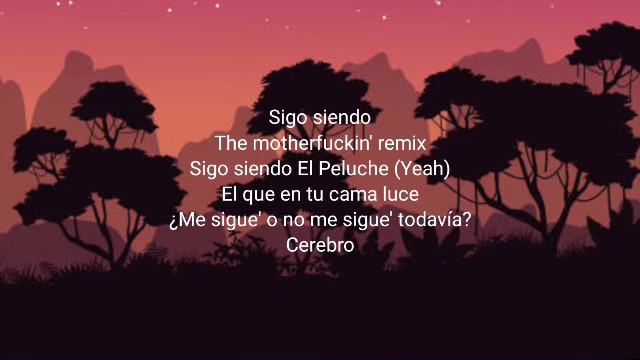 Sigo siendo
The motherfuckin' remix
Sigo siendo El Peluche (Yeah)
El que en tu cama luce
¿Me sigue' o no me sigue' todavía?
Cerebro